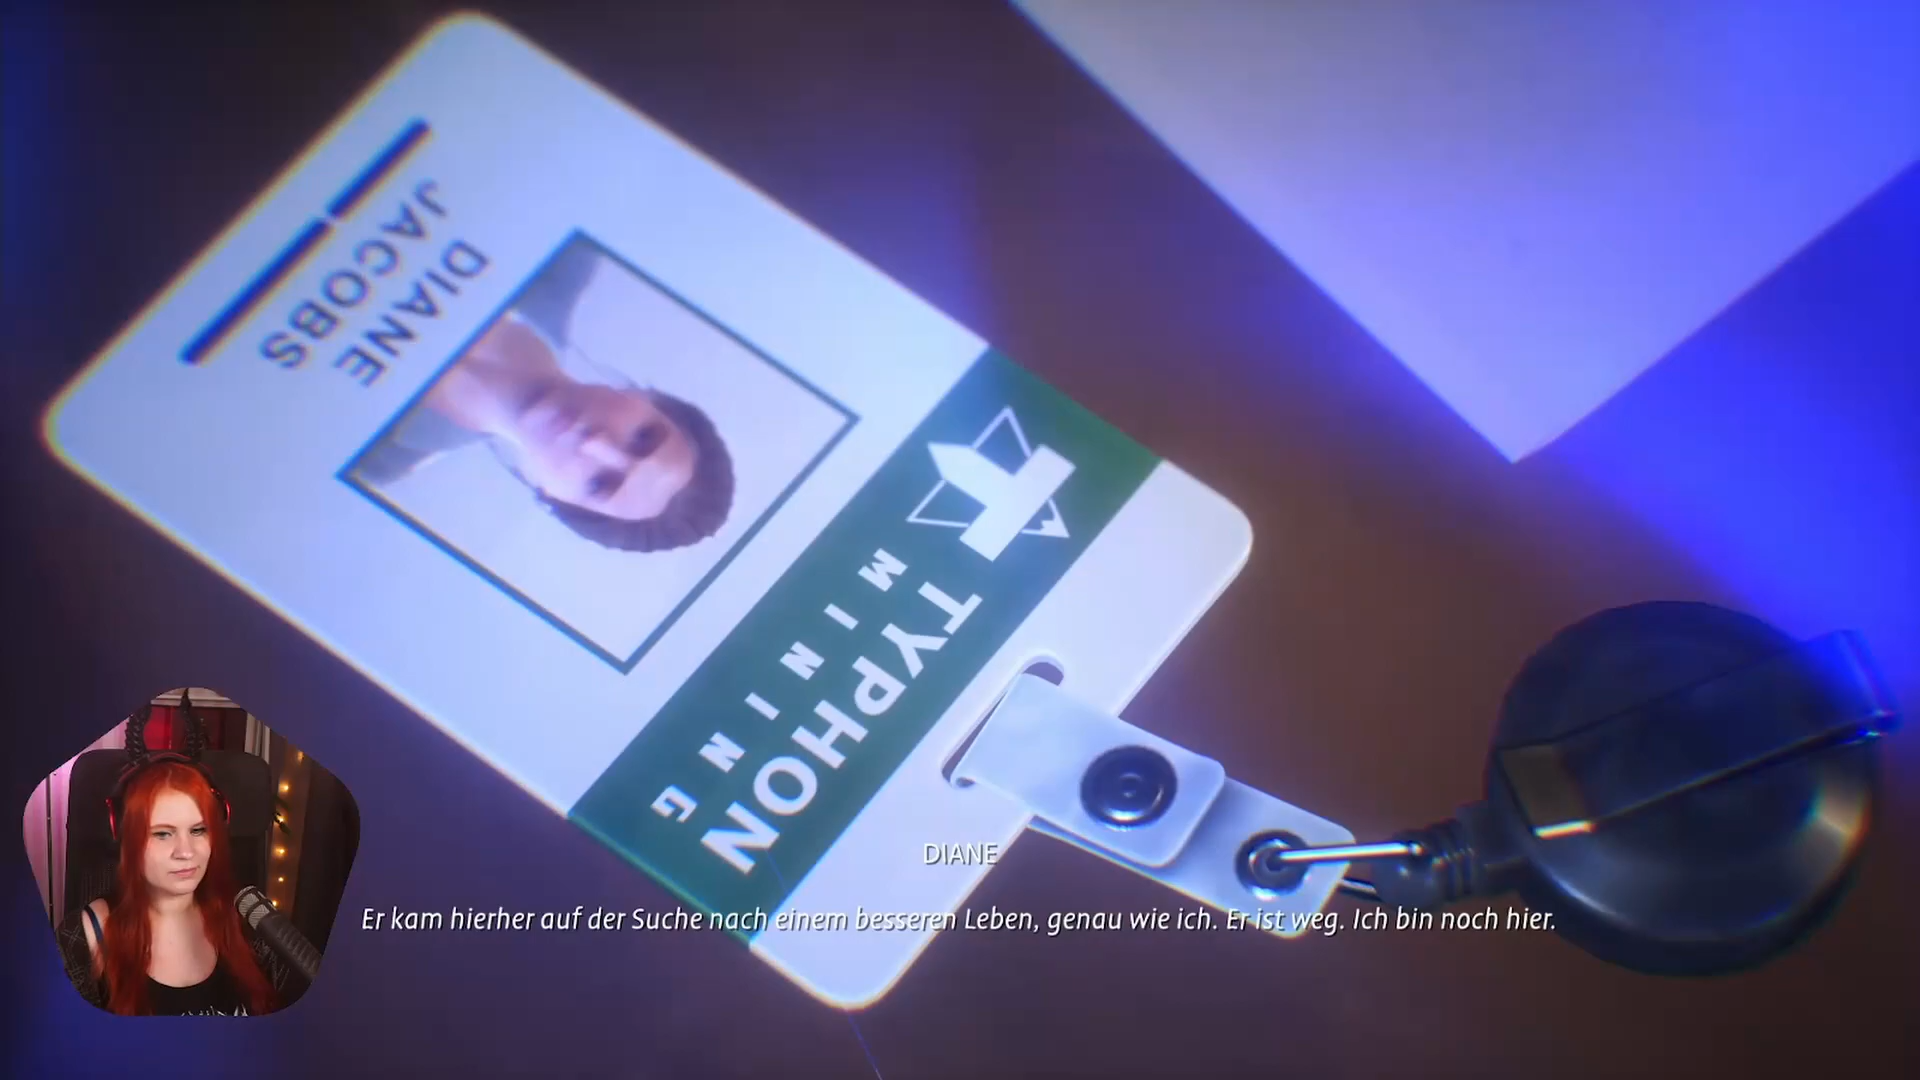 TYPHON
MINING
DIANE
JACOBS
DIANE
Er kam hierher auf der Suche nach einem besseren Leben, genau wie ich. Er ist weg. Ich bin noch hier.